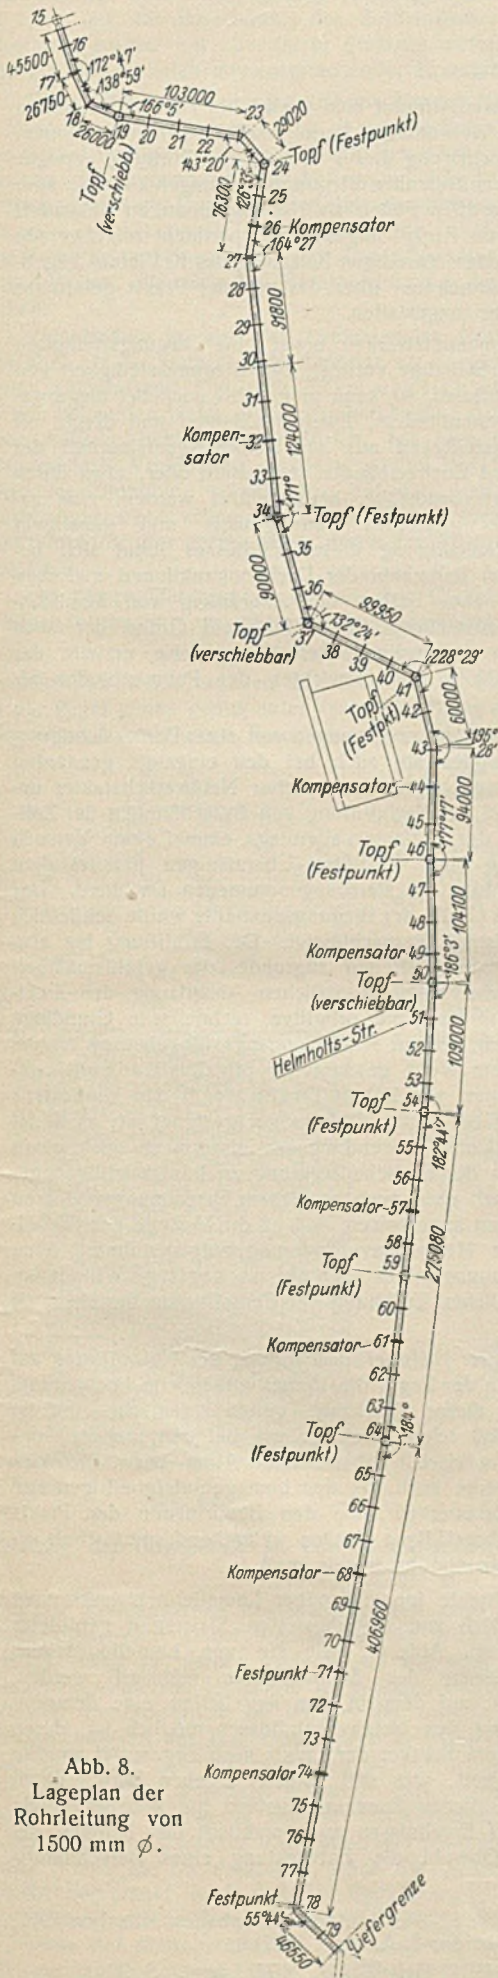 15
16
45500
172°47'
17
138°59'
26750
18
166°5'
103000
26000
19
20
21
22
23
29020
143°20'
Topf
(verschiebb)
Topf (Festpunkt)
24
76300
25
26 Kompensator
164°27
27
28
29
91800
30
31
124000
Kompen-
sator
32
33
171°
34
Topf (Festpunkt)
35
90000
36
99950
132°24'
Topf
(verschiebbar)
37
38
39
40
228°29'
41
Topf
(Festpkt)
42
60000
195°
28'
43
Kompensator
44
94000
45
177°17'
46
Topf
(Festpunkt)
47
104100
48
Kompensator
49
186°3'
50
Topf
(verschiebbar)
51
109000
Helmholts-Str.
52
53
54
Topf
(Festpunkt)
182°44'
55
56
Kompensator
57
58
275080
59
Topf
(Festpunkt)
60
Kompensator
61
62
63
64
184°
Topf
(Festpunkt)
65
66
67
Kompensator
68
69
406960
70
Festpunkt
71
72
73
Kompensator
74
75
76
77
Festpunkt
78
55°44'
79
46550
Liefergrenze
Abb. 8.
Lageplan der
Rohrleitung von
1500 mm ⌀.